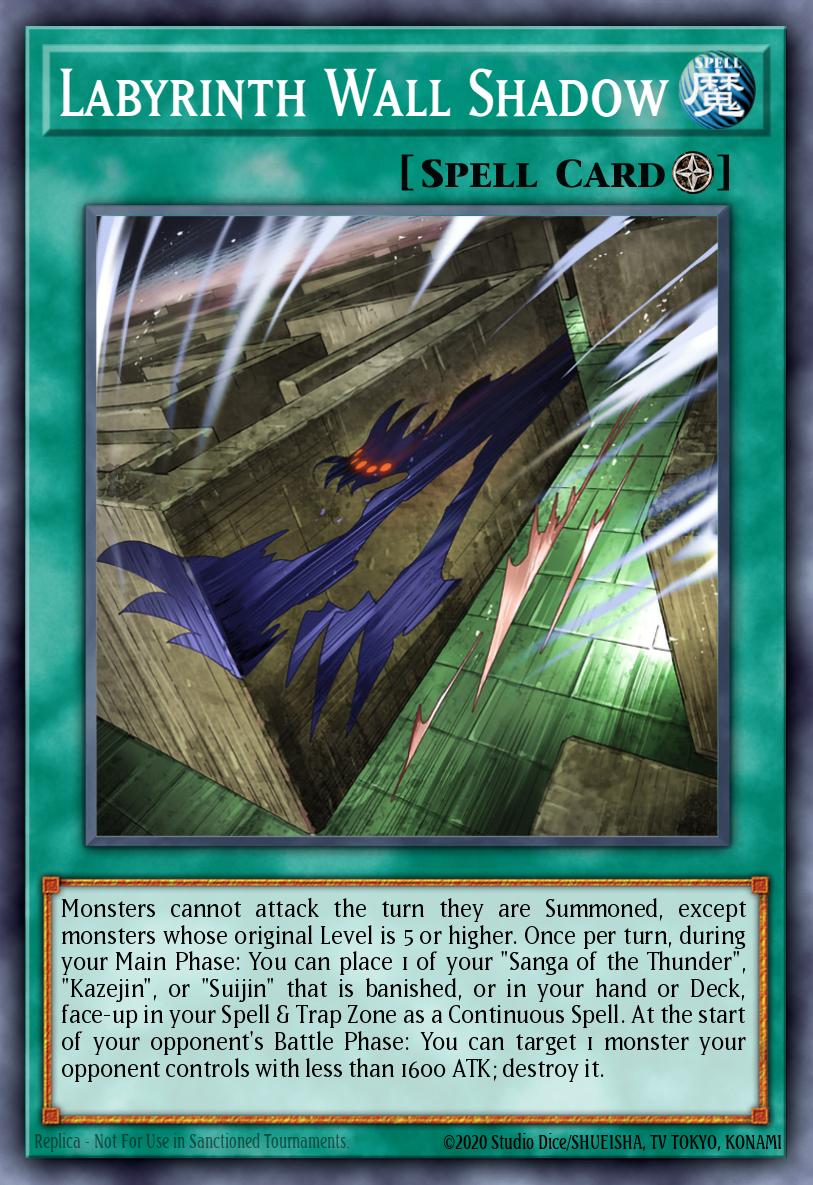 Labyrinth Wall Shadow
SPELL
魔
[Spell Card]
Monsters cannot attack the turn they are Summoned, except
monsters whose original Level is 5 or higher. Once per turn, during
your Main Phase: You can place 1 of your "Sanga of the Thunder",
"Kazejin", or "Suijin" that is banished, or in your hand or Deck,
face-up in your Spell & Trap Zone as a Continuous Spell. At the start
of your opponent's Battle Phase: You can target 1 monster your
opponent controls with less than 1600 ATK; destroy it.
Replica - Not For Use in Sanctioned Tournaments.
©2020 Studio Dice/SHUEISHA, TV TOKYO, KONAMI